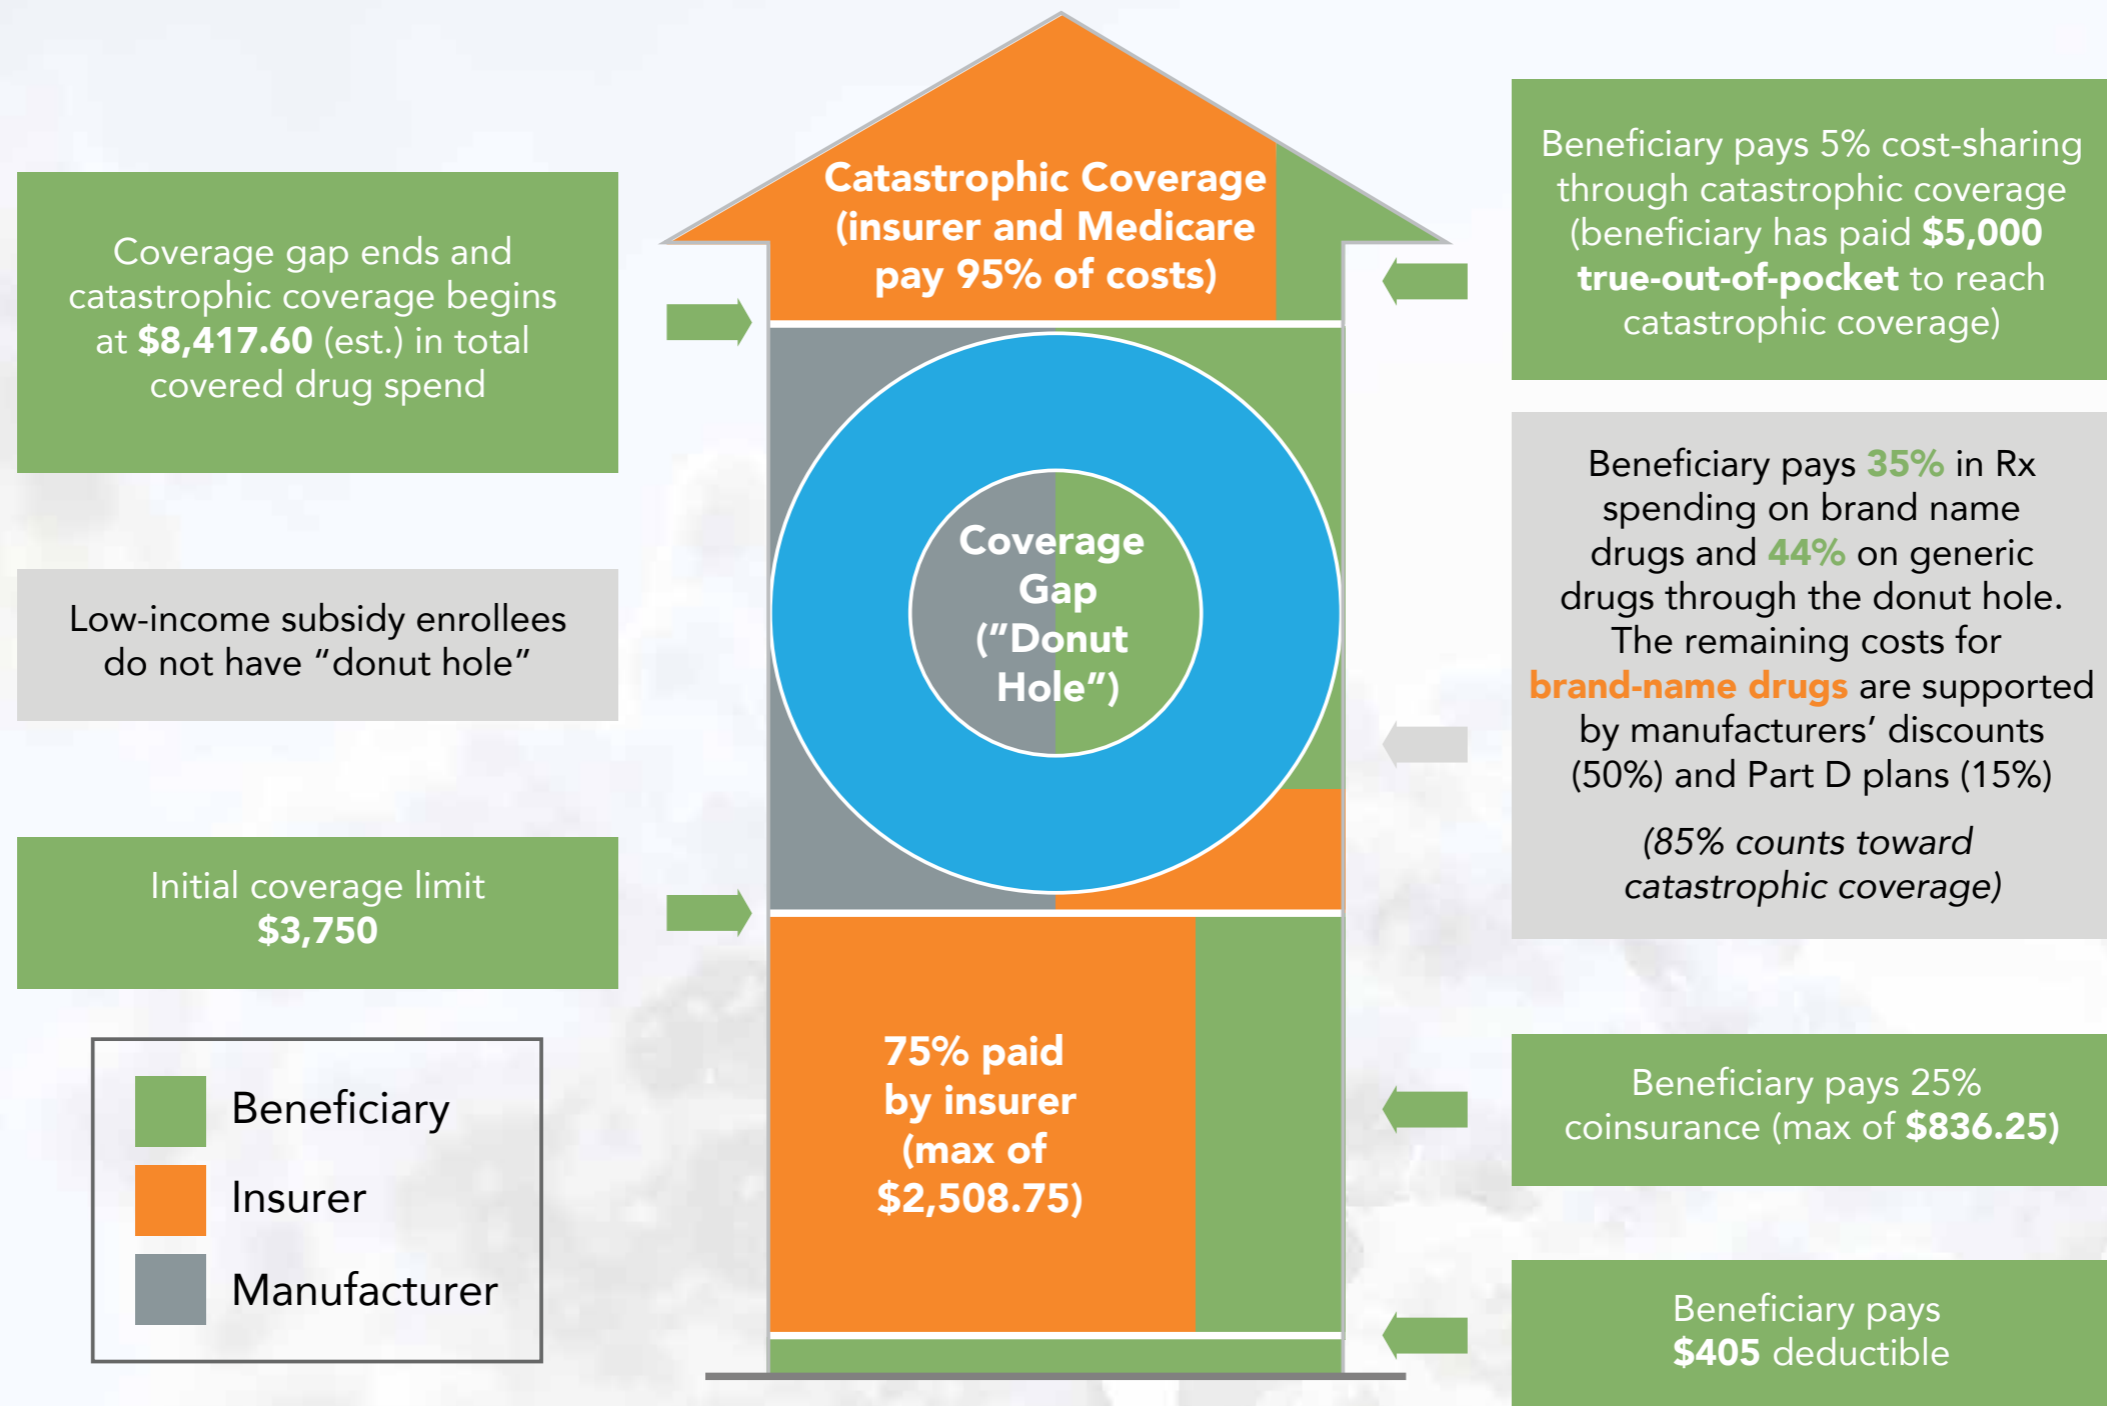 Coverage gap ends and
catastrophic coverage begins
at $8,417.60 (est.) in total
covered drug spend
Low-income subsidy enrollees
do not have “donut hole”
Initial coverage limit
$3,750
Beneficiary
Insurer
Manufacturer
Catastrophic Coverage
(insurer and Medicare
pay 95% of costs)
Coverage
Gap
(“Donut
Hole”)
75% paid
by insurer
(max of
$2,508.75)
Beneficiary pays 5% cost-sharing
through catastrophic coverage
(beneficiary has paid $5,000
true-out-of-pocket to reach
catastrophic coverage)
Beneficiary pays 35% in Rx
spending on brand name
drugs and 44% on generic
drugs through the donut hole.
The remaining costs for
brand-name drugs are supported
by manufacturers’ discounts
(50%) and Part D plans (15%)
(85% counts toward
catastrophic coverage)
Beneficiary pays 25%
coinsurance (max of $836.25)
Beneficiary pays
$405 deductible